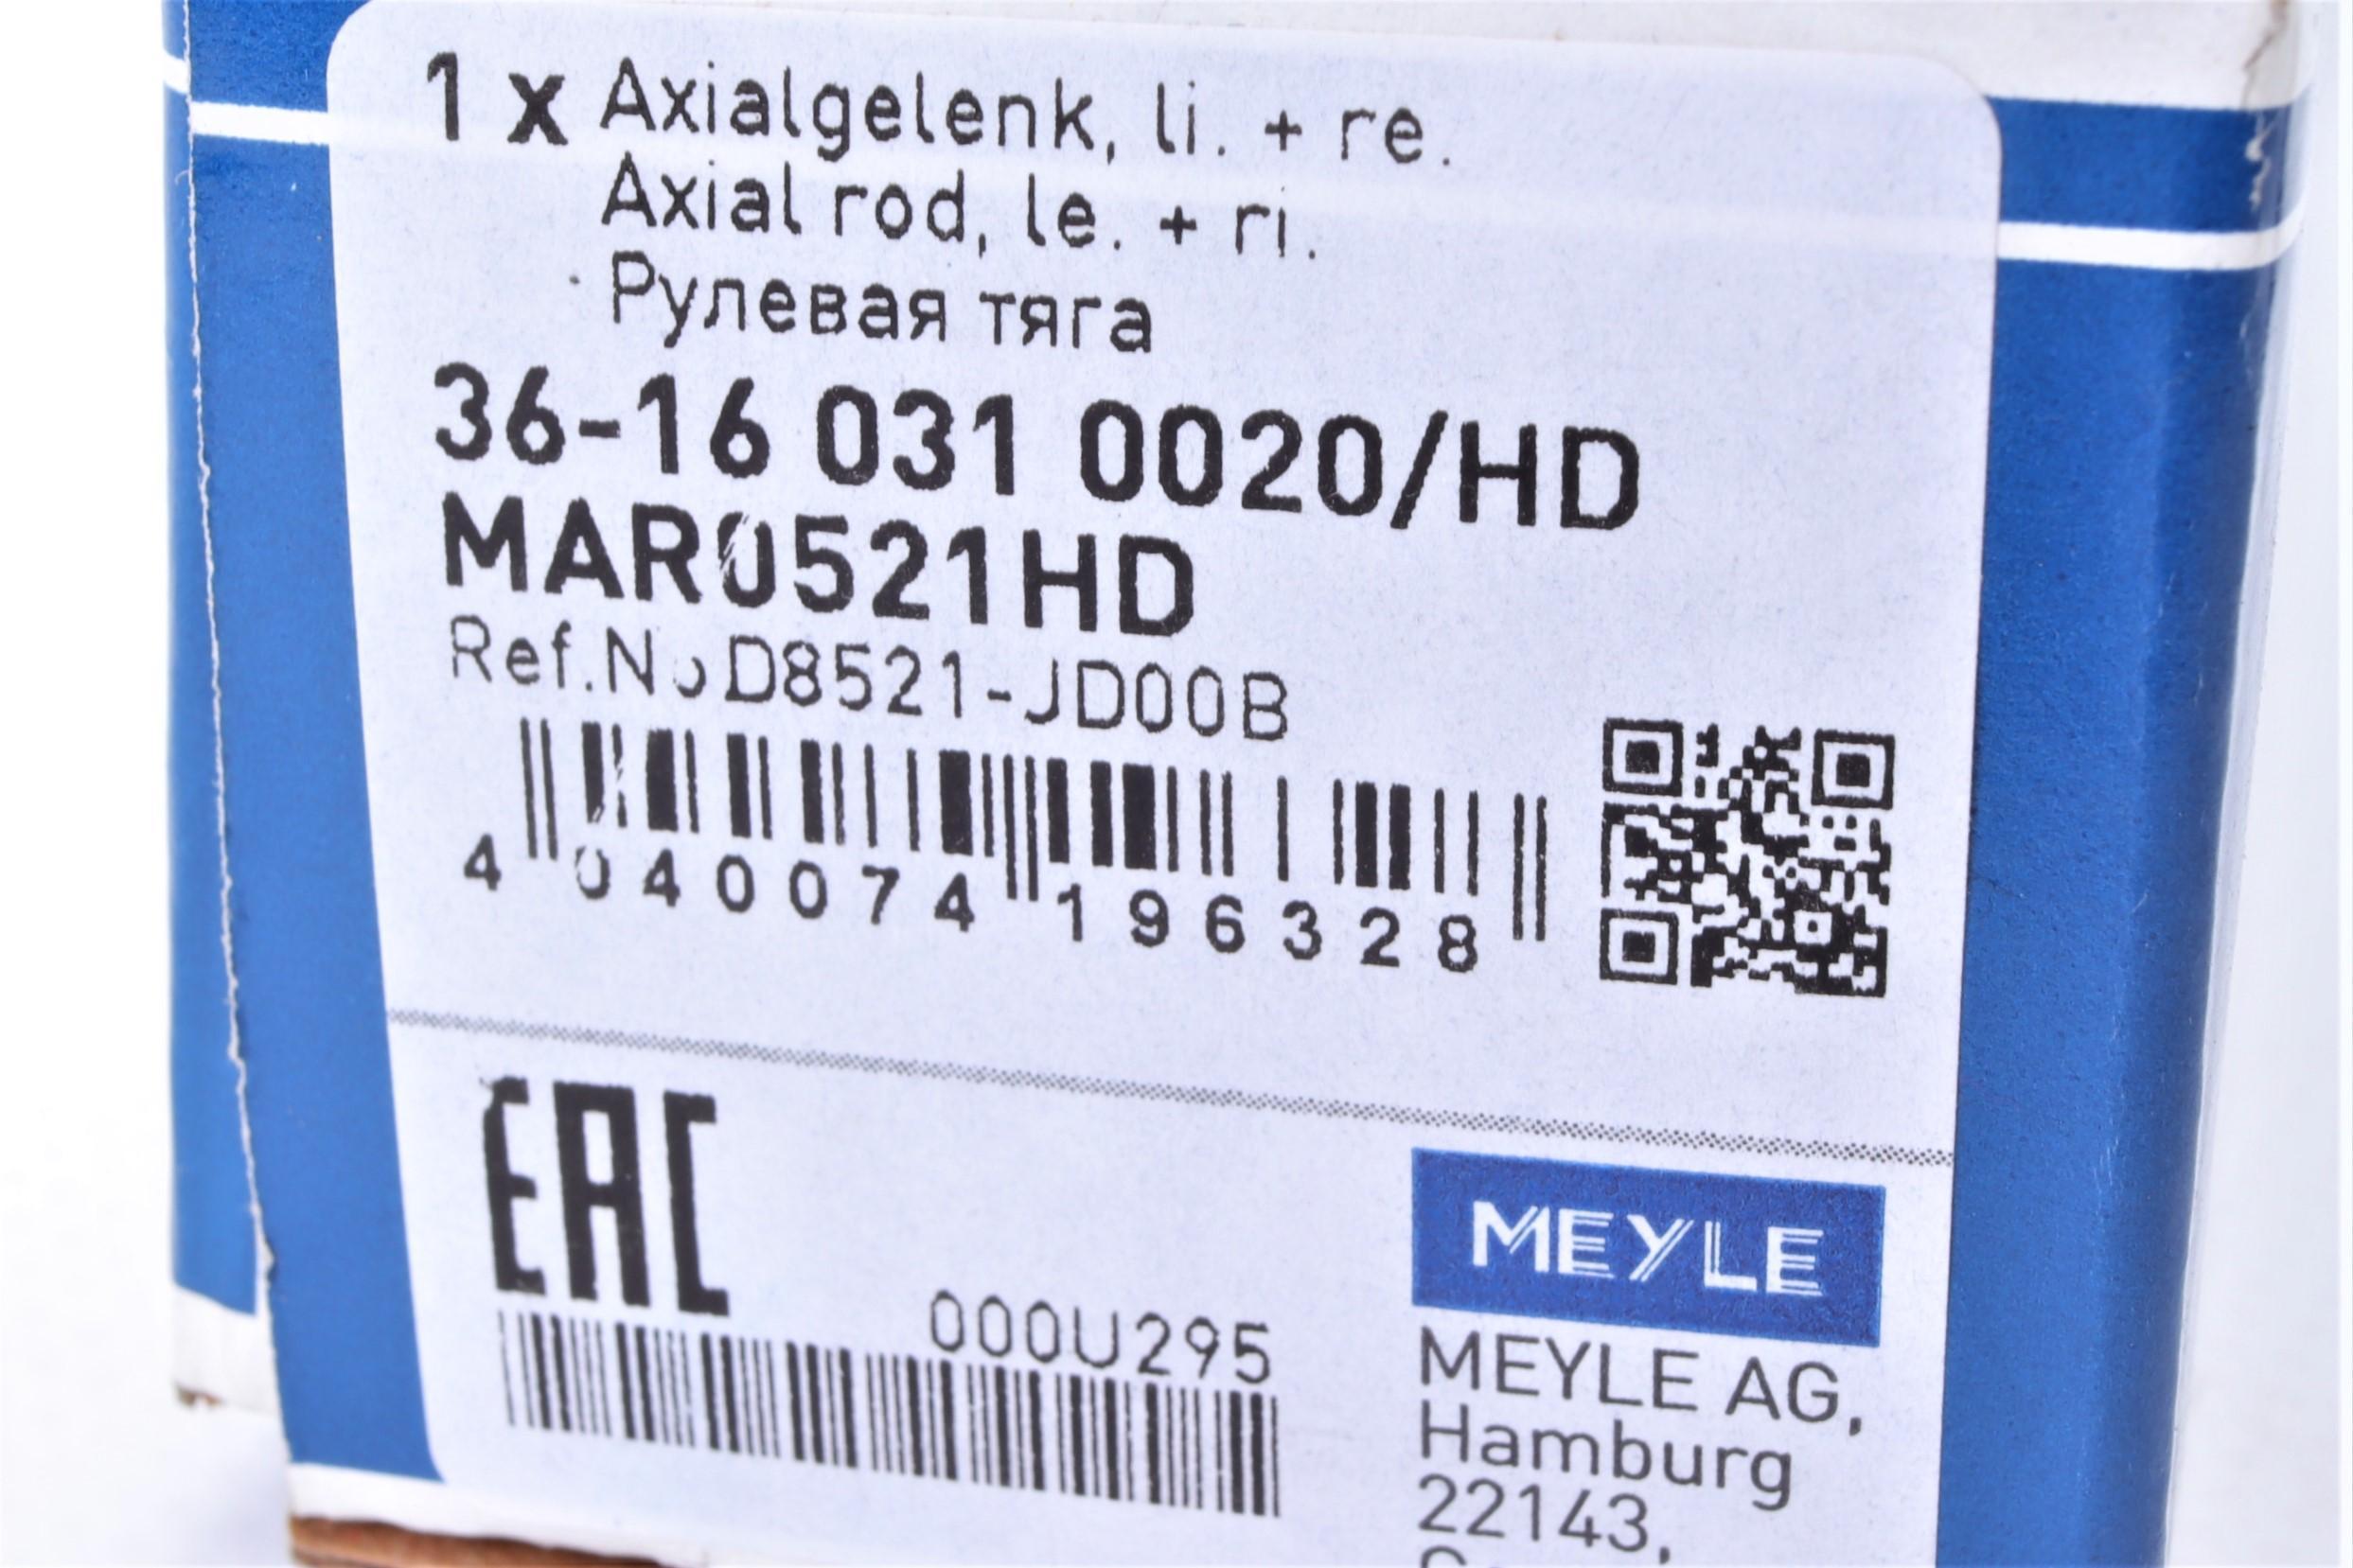 1 x Axialgelenk, li. + re.
Axial rod, le. + ri.
Рулевая тяга
36-16 031 0020/HD
MAR0521HD
Ref.No D8521-JD00B
4 040074 196328
EAC
000U295
MEYLE
MEYLE AG,
Hamburg
22143,